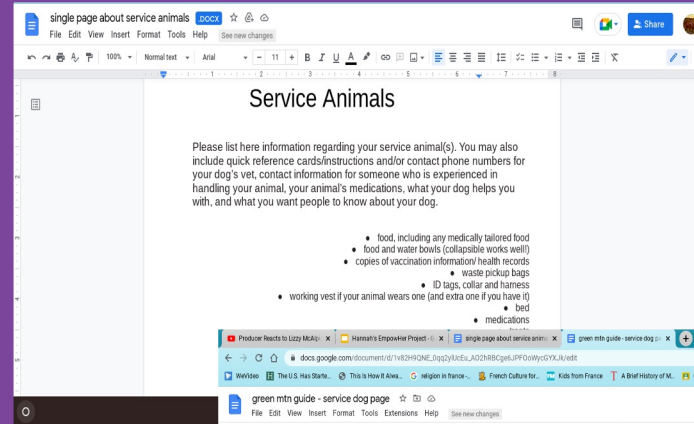 single page about service animals .DOCX
File Edit View Insert Format Tools Help See new changes
Share
100% Normal text Arial 11 B I U A
1 2 3 4 5 6 7 8
Service Animals
Please list here information regarding your service animal(s). You may also
include quick reference cards/instructions and/or contact phone numbers for
your dog's vet, contact information for someone who is experienced in
handling your animal, your animal's medications, what your dog helps you
with, and what you want people to know about your dog.
● food, including any medically tailored food
● food and water bowls (collapsible works well!)
● copies of vaccination information/ health records
● waste pickup bags
● ID tags, collar and harness
● working vest if your animal wears one (and extra one if you have it)
● bed
● medications
Producer Reacts to Lizzy McAlp Hannah's EmpowHer Project - single page about service anim green mtn guide - service dog pa
WeVideo The U.S. Has Starte... This Is How It Alwa... religion in france -... French Culture for... Kids from France A Brief History of M...
green mtn guide - service dog page
File Edit View Insert Format Tools Extensions Help See new changes